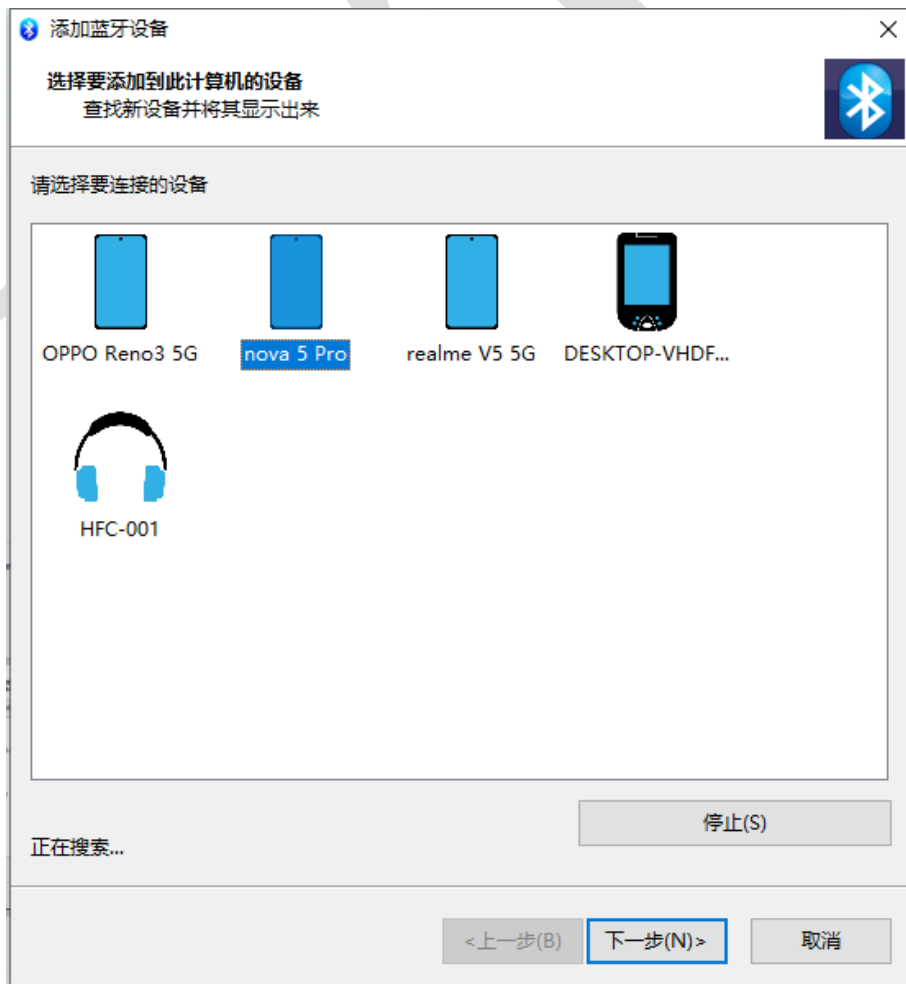 添加蓝牙设备
选择要添加到此计算机的设备
查找新设备并将其显示出来
请选择要连接的设备
OPPO Reno3 5G nova 5 Pro realme V5 5G DESKTOP-VHDF...
HFC-001
停止(S)
正在搜索...
<上一步(B) 下一步(N)> 取消